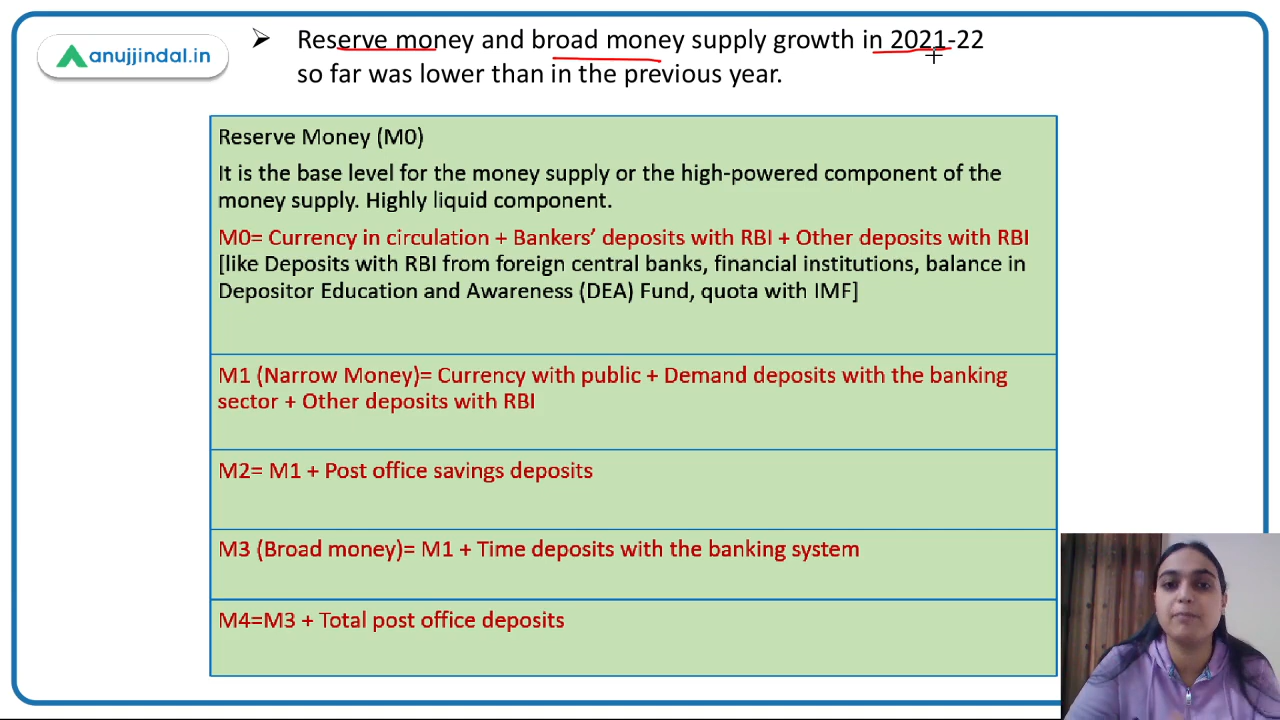 anujjindal.in
➢ Reserve money and broad money supply growth in 2021-22
so far was lower than in the previous year.
Reserve Money (M0)
It is the base level for the money supply or the high-powered component of the
money supply. Highly liquid component.
M0= Currency in circulation + Bankers’ deposits with RBI + Other deposits with RBI
[like Deposits with RBI from foreign central banks, financial institutions, balance in
Depositor Education and Awareness (DEA) Fund, quota with IMF]
M1 (Narrow Money)= Currency with public + Demand deposits with the banking
sector + Other deposits with RBI
M2= M1 + Post office savings deposits
M3 (Broad money)= M1 + Time deposits with the banking system
M4=M3 + Total post office deposits